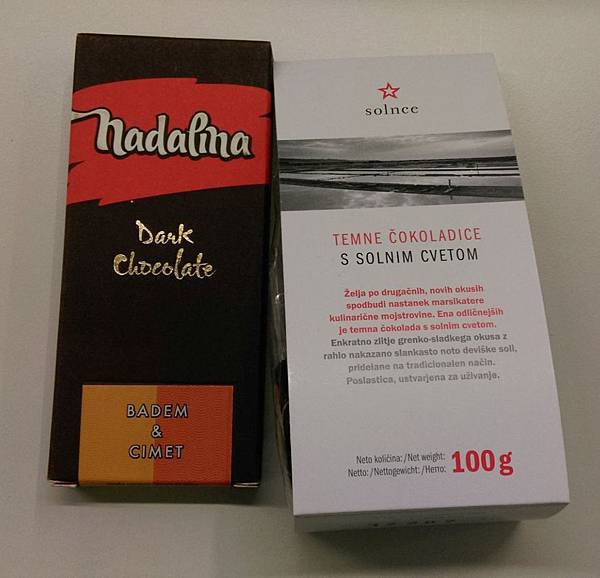 Nadalina
Dark
Chocolate
BADEM
&
CIMET
solnce
TEMNE ČOKOLADICE
S SOLNIM CVETOM
Želja po drugačnih, novih okusih
spodbudi nastanek marsikatere
kulinarične mojstrovine. Ena odličnejših
je temna čokolada s solnim cvetom.
Enkratno zlitje grenko-sladkega okusa z
rahlo nakazano slankasto noto deviške soli,
pridelane na tradicionalen način.
Poslastica, ustvarjena za uživanje.
Neto količina:/Net weight:
Netto:/Nettogewicht:/Нетто:
100 g